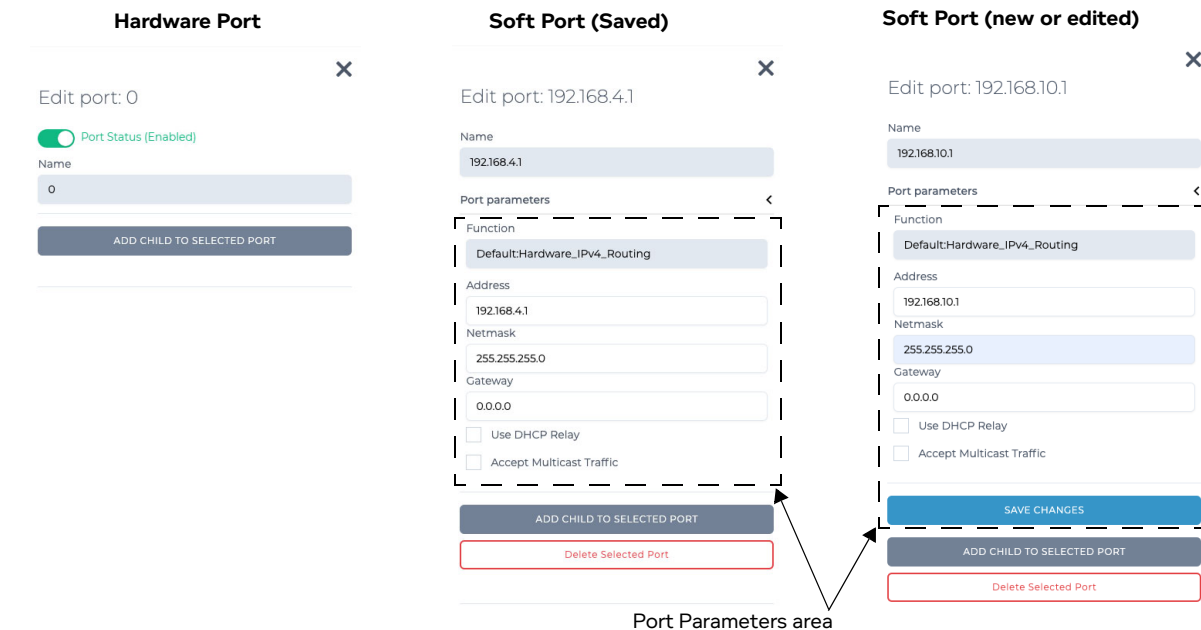 Hardware Port
Edit port: 0
Port Status (Enabled)
Name
0
ADD CHILD TO SELECTED PORT
Soft Port (Saved)
Edit port: 192.168.4.1
Name
192.168.4.1
Port parameters
Function
Default:Hardware_IPv4_Routing
Address
192.168.4.1
Netmask
255.255.255.0
Gateway
0.0.0.0
Use DHCP Relay
Accept Multicast Traffic
ADD CHILD TO SELECTED PORT
Delete Selected Port
Soft Port (new or edited)
Edit port: 192.168.10.1
Name
192.168.10.1
Port parameters
Function
Default:Hardware_IPv4_Routing
Address
192.168.10.1
Netmask
255.255.255.0
Gateway
0.0.0.0
Use DHCP Relay
Accept Multicast Traffic
SAVE CHANGES
ADD CHILD TO SELECTED PORT
Delete Selected Port
Port Parameters area